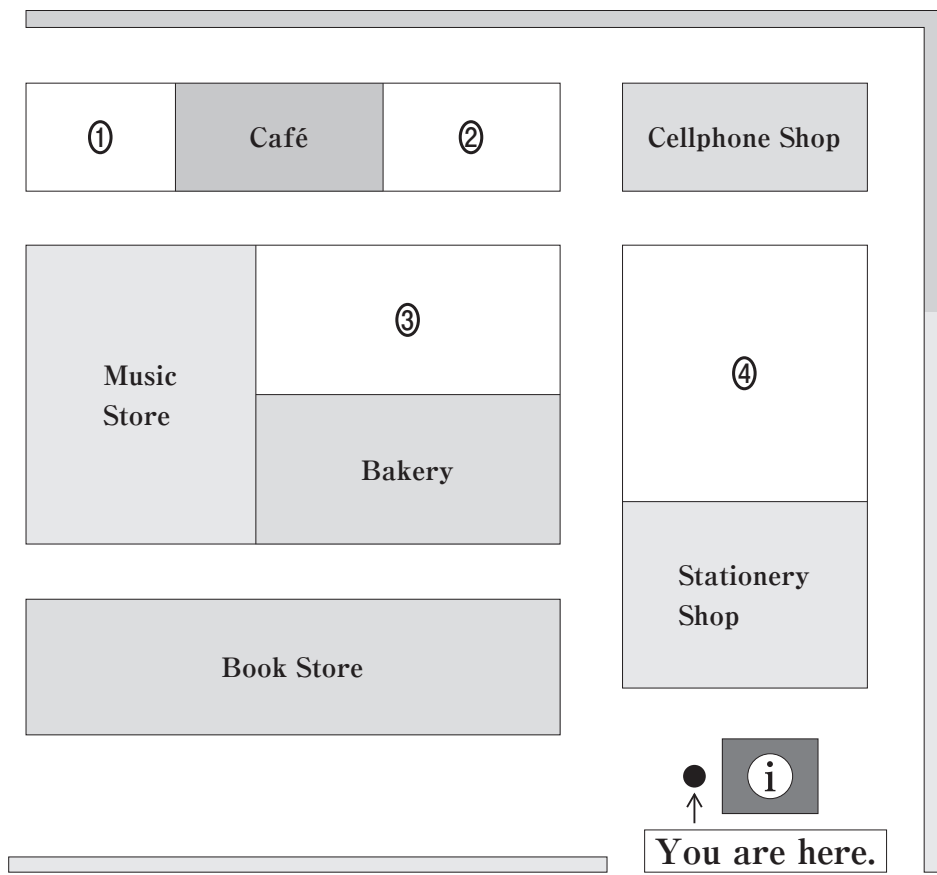 ① Café ② Cellphone Shop
③
④
Music
Store
Bakery
Stationery
Shop
Book Store
i
You are here.